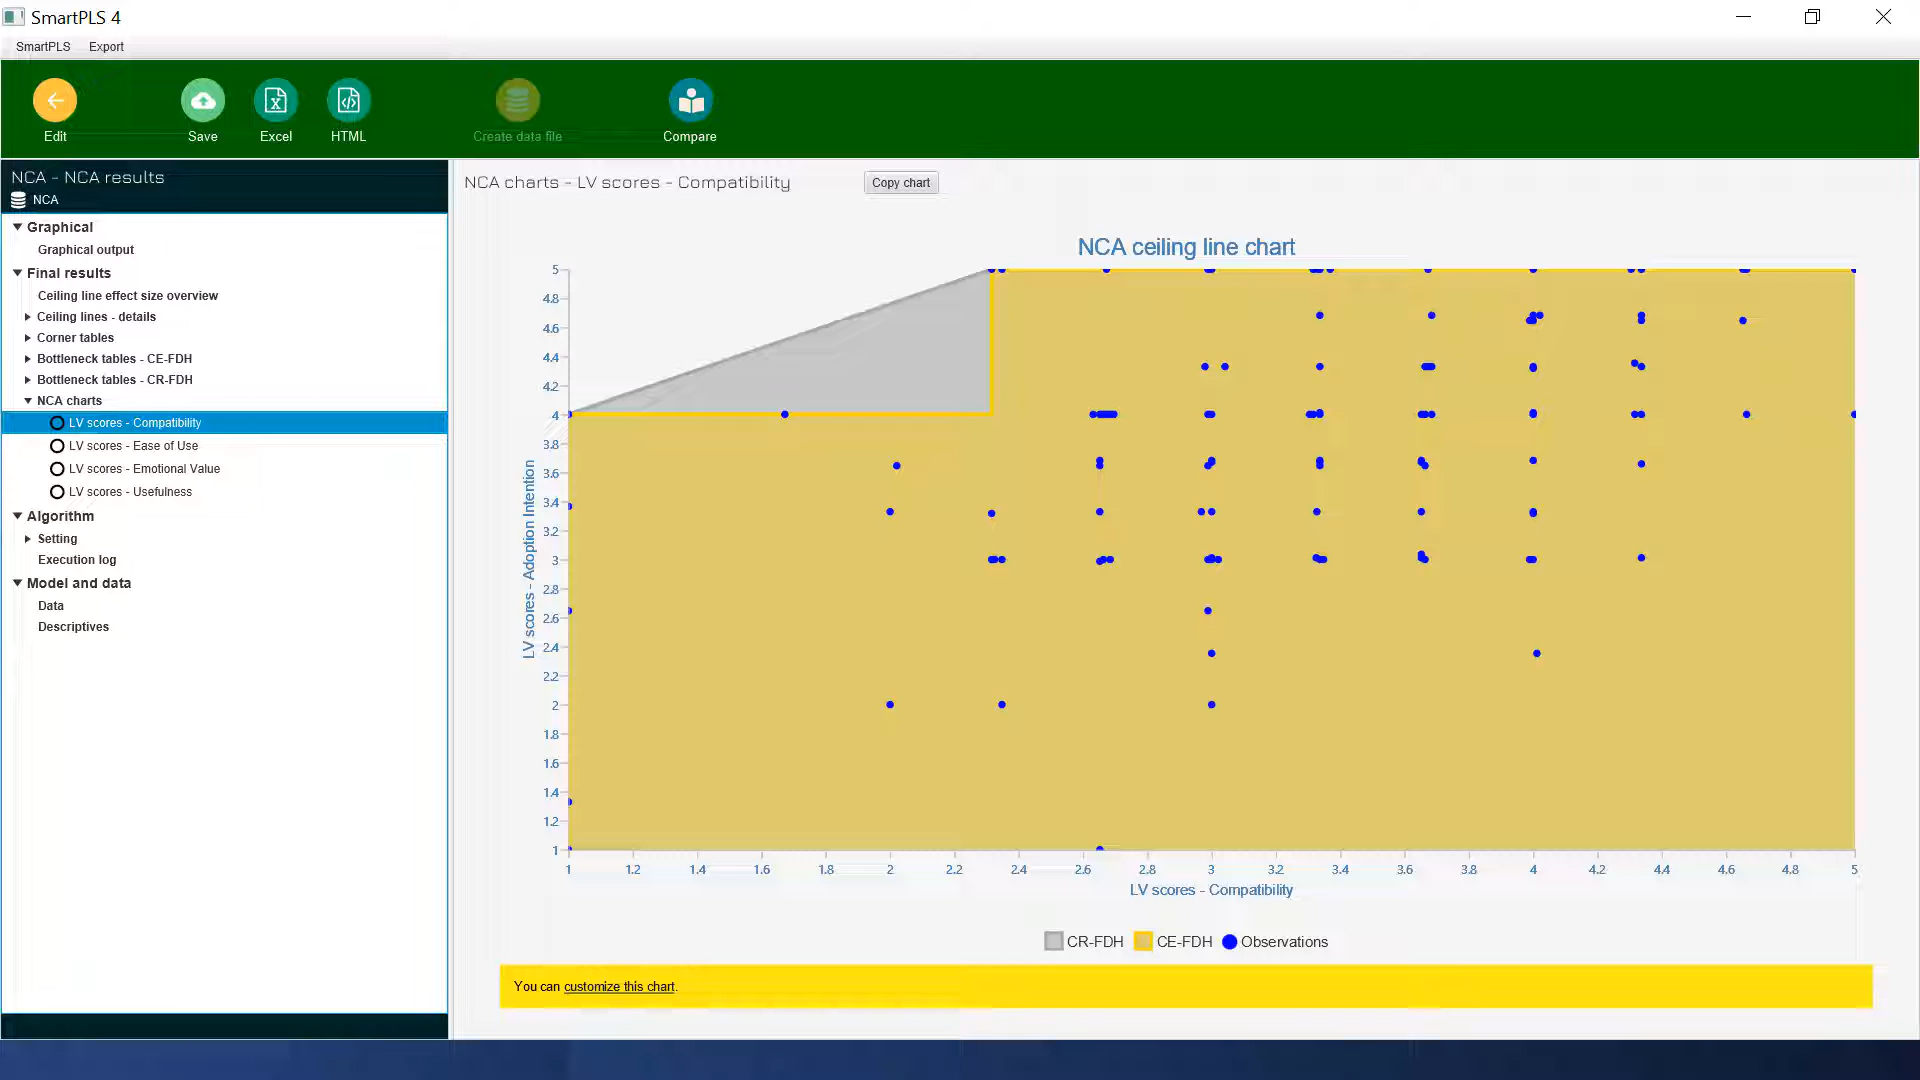 SmartPLS 4
SmartPLS Export
Edit Save Excel HTML Create data file Compare
NCA - NCA results
NCA
Graphical
Graphical output
Final results
Ceiling line effect size overview
Ceiling lines - details
Corner tables
Bottleneck tables - CE-FDH
Bottleneck tables - CR-FDH
NCA charts
LV scores - Compatibility
LV scores - Ease of Use
LV scores - Emotional Value
LV scores - Usefulness
Algorithm
Setting
Execution log
Model and data
Data
Descriptives
NCA charts - LV scores - Compatibility Copy chart
NCA ceiling line chart
LV scores - Adoption Intention
5
4.8
4.6
4.4
4.2
4
3.8
3.6
3.4
3.2
3
2.8
2.6
2.4
2.2
2
1.8
1.6
1.4
1.2
1
1 1.2 1.4 1.6 1.8 2 2.2 2.4 2.6 2.8 3 3.2 3.4 3.6 3.8 4 4.2 4.4 4.6 4.8 5
LV scores - Compatibility
CR-FDH CE-FDH Observations
You can customize this chart.